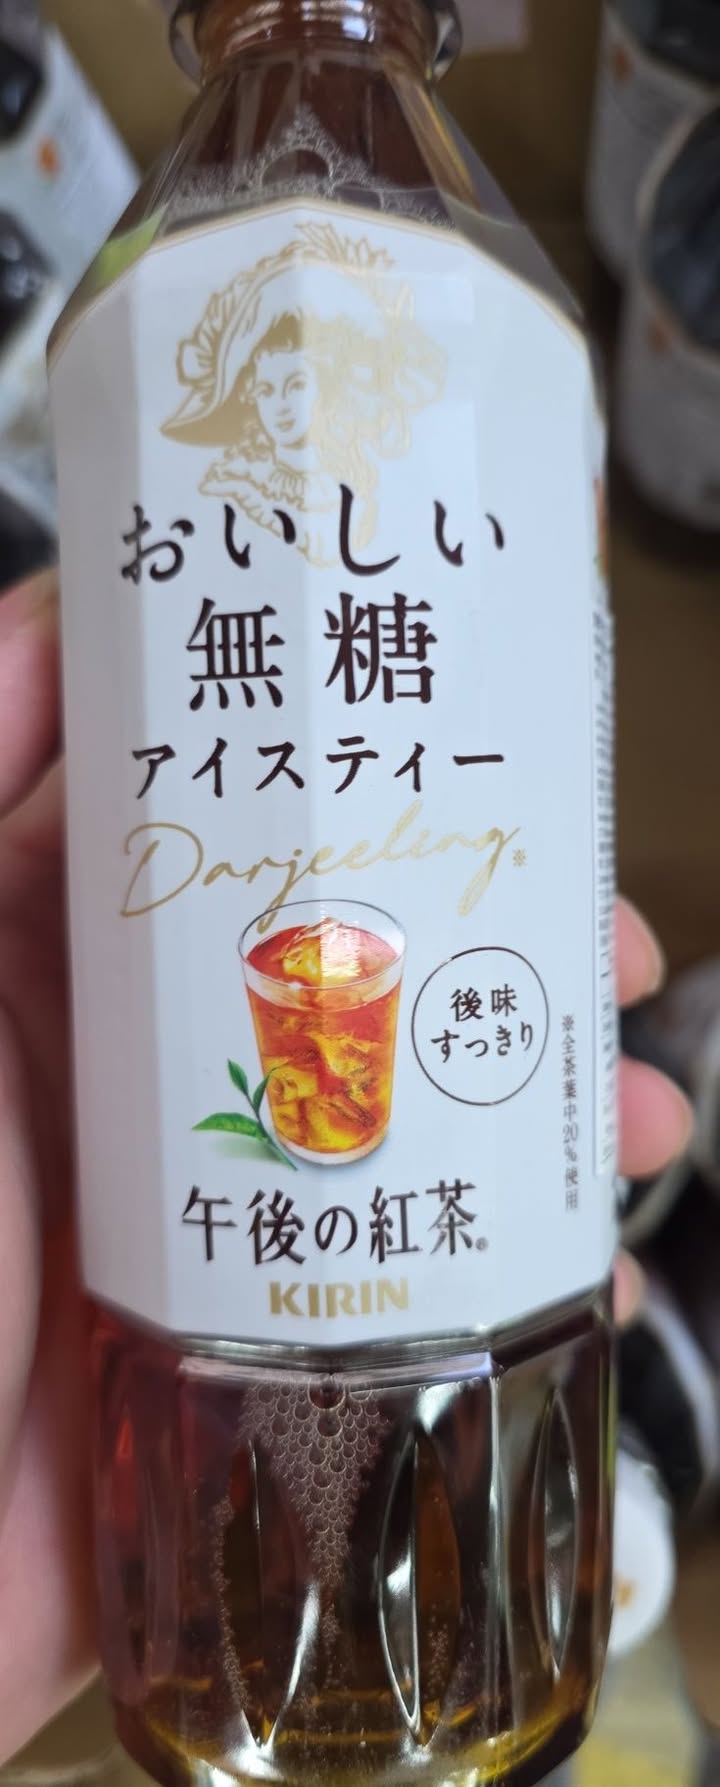 おいしい
無糖
アイスティー
Darjeeling※
後味
すっきり
※全茶葉中20%使用
午後の紅茶®
KIRIN